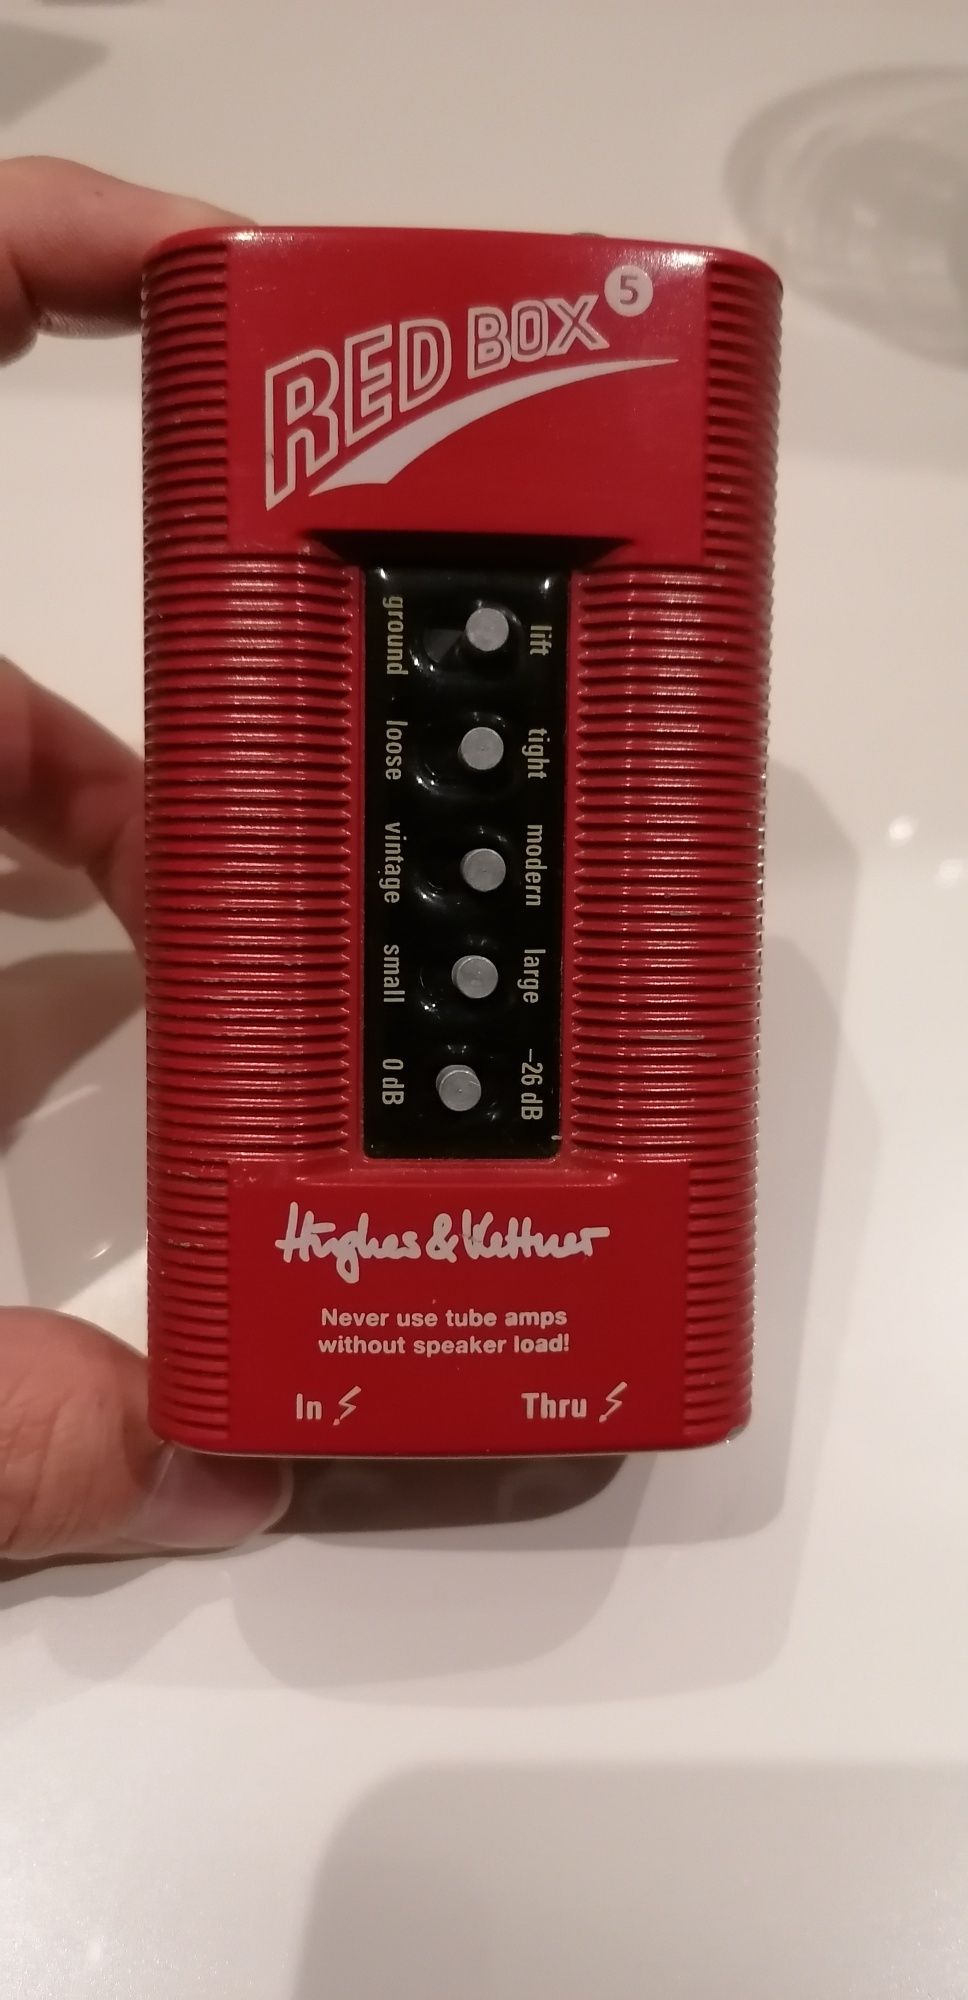 RED BOX 5
lift
ground
tight
loose
modern
vintage
large
small
-26 dB
0 dB
Hughes & Kettner
Never use tube amps
without speaker load!
In Thru